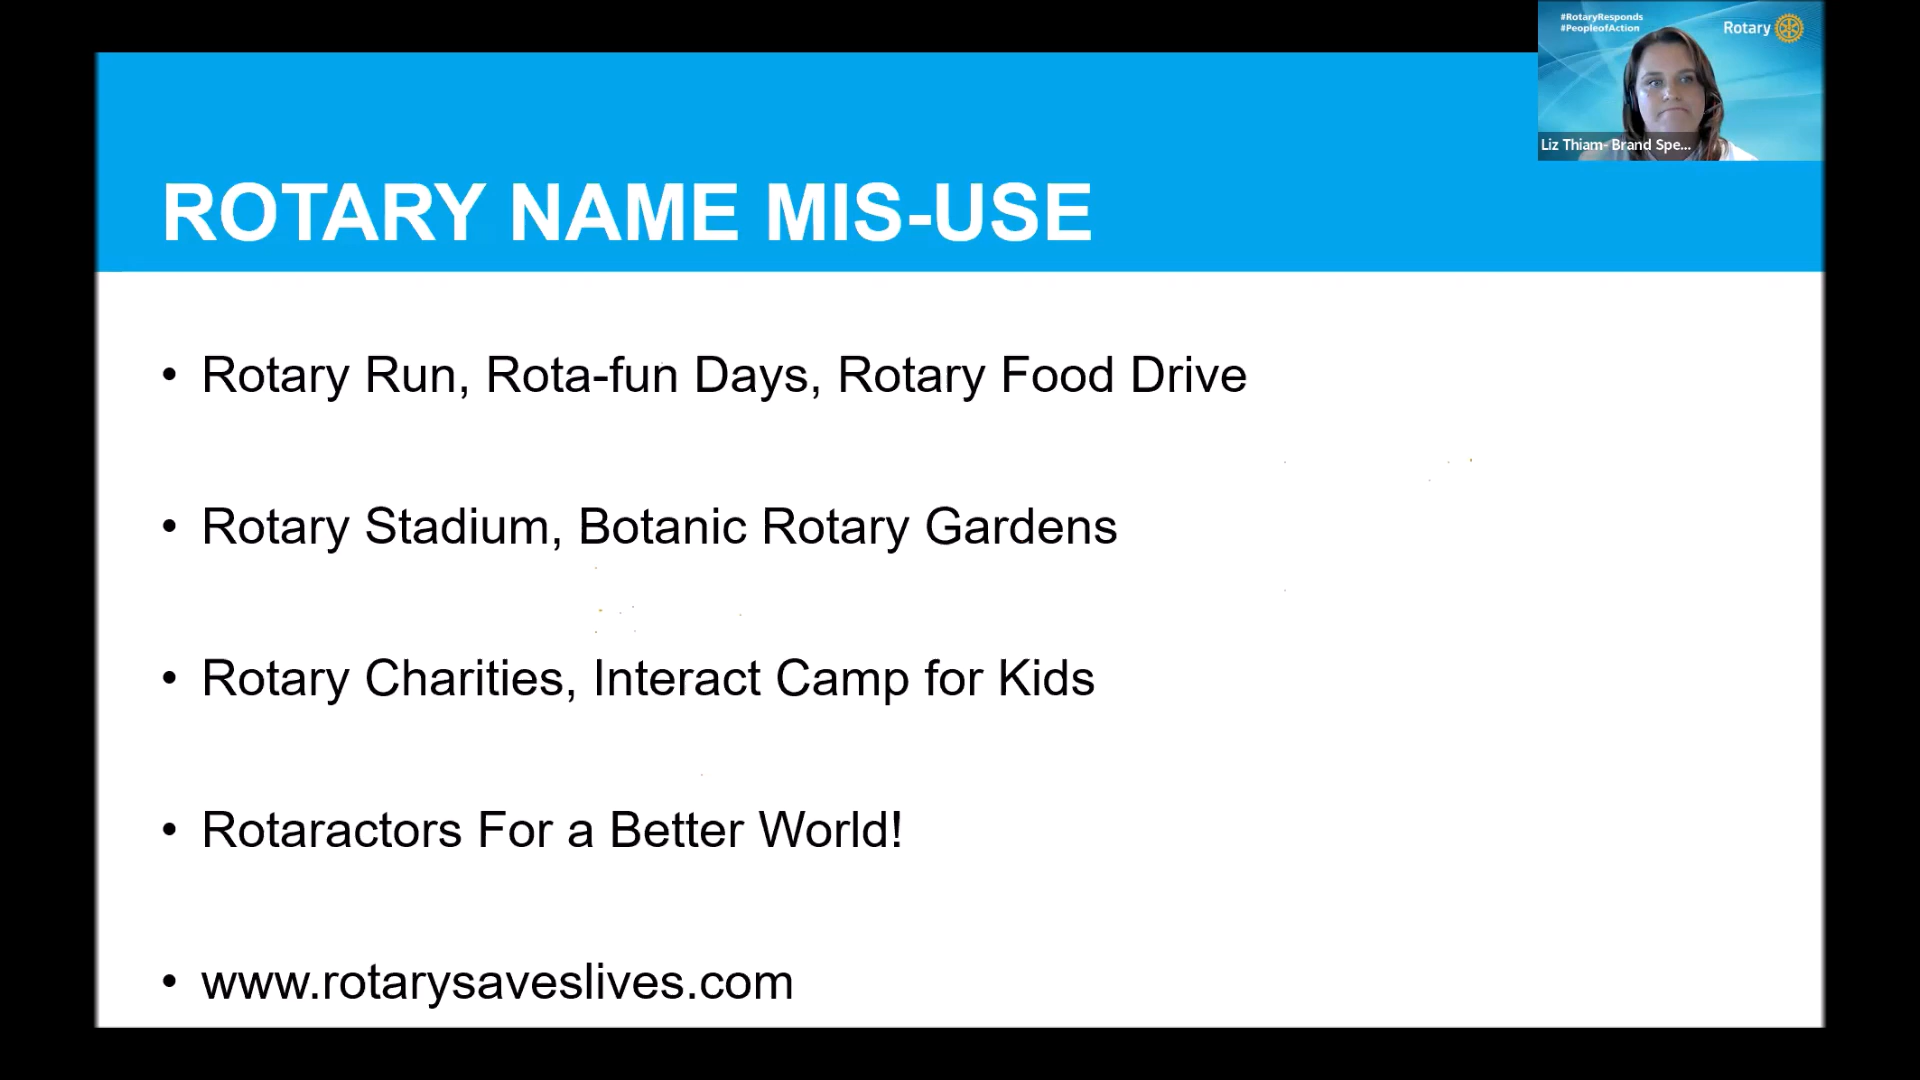 #RotaryResponds
#PeopleofAction
Rotary
Liz Thiam- Brand Spe...
ROTARY NAME MIS-USE
• Rotary Run, Rota-fun Days, Rotary Food Drive
• Rotary Stadium, Botanic Rotary Gardens
• Rotary Charities, Interact Camp for Kids
• Rotaractors For a Better World!
• www.rotarysaveslives.com